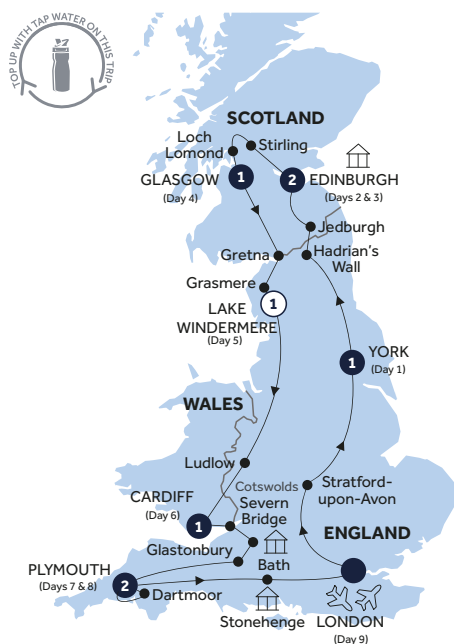 TOP UP WITH TAP WATER ON THIS TRIP
SCOTLAND
Loch
Lomond
Stirling
GLASGOW
(Day 4)
1
2
EDINBURGH
(Days 2 & 3)
Jedburgh
Gretna
Hadrian's
Wall
Grasmere
1
LAKE
WINDERMERE
(Day 5)
1
YORK
(Day 1)
WALES
Ludlow
Cotswolds
Stratford-
upon-Avon
CARDIFF
(Day 6)
1
Severn
Bridge
ENGLAND
Glastonbury
Bath
PLYMOUTH
(Days 7 & 8)
2
Dartmoor
Stonehenge
LONDON
(Day 9)